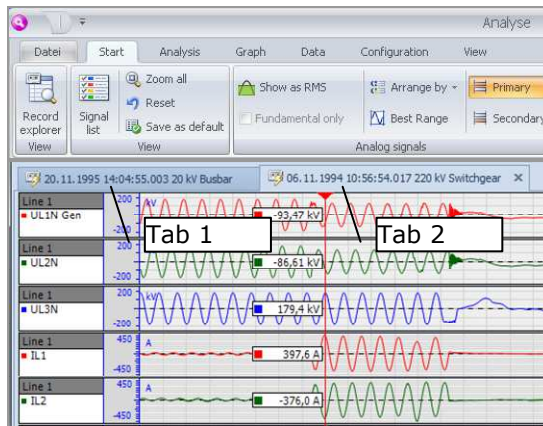 Analyse
Datei Start Analysis Graph Data Configuration View
Zoom all Show as RMS Arrange by Primary
Reset
Record explorer Signal list Save as default Fundamental only Best Range Secondary
View View Analog signals
20.11.1995 14:04:55.003 20 kV Busbar 06.11.1994 10:56:54.017 220 kV Switchgear
Line 1 200 kV
UL1N Gen -93,47 kV
Tab 1 Tab 2
Line 1 200
UL2N -86,61 kV
-200
Line 1 200 kV
UL3N 179,4 kV
-200
Line 1 450 A
IL1 397,6 A
-450
Line 1 450 A
IL2 -376,0 A
-450